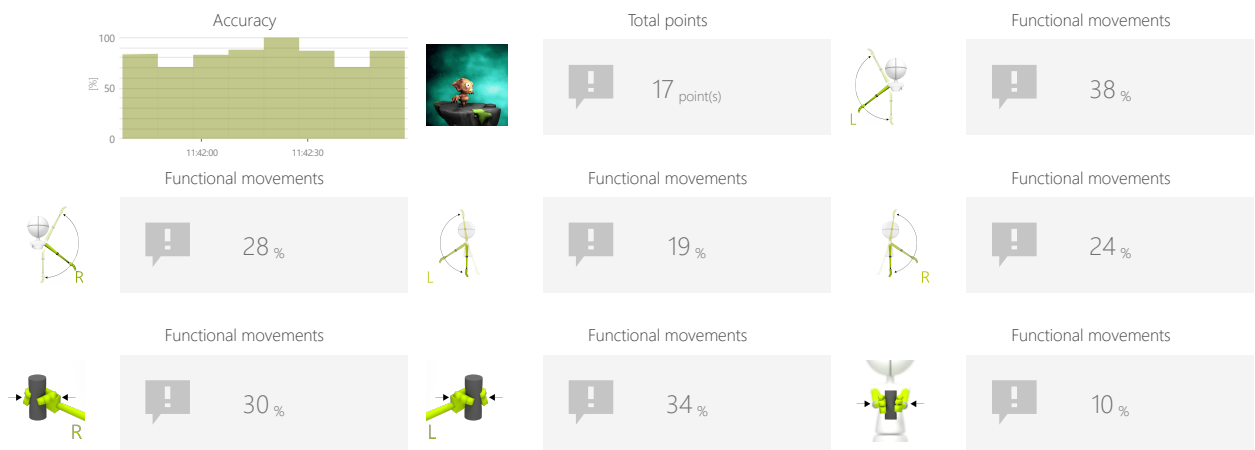 Accuracy
100
[%]
50
0
11:42:00
11:42:30
Total points
17 point(s)
Functional movements
L
38 %
Functional movements
R
28 %
Functional movements
L
19 %
Functional movements
R
24 %
Functional movements
R
30 %
Functional movements
L
34 %
Functional movements
10 %